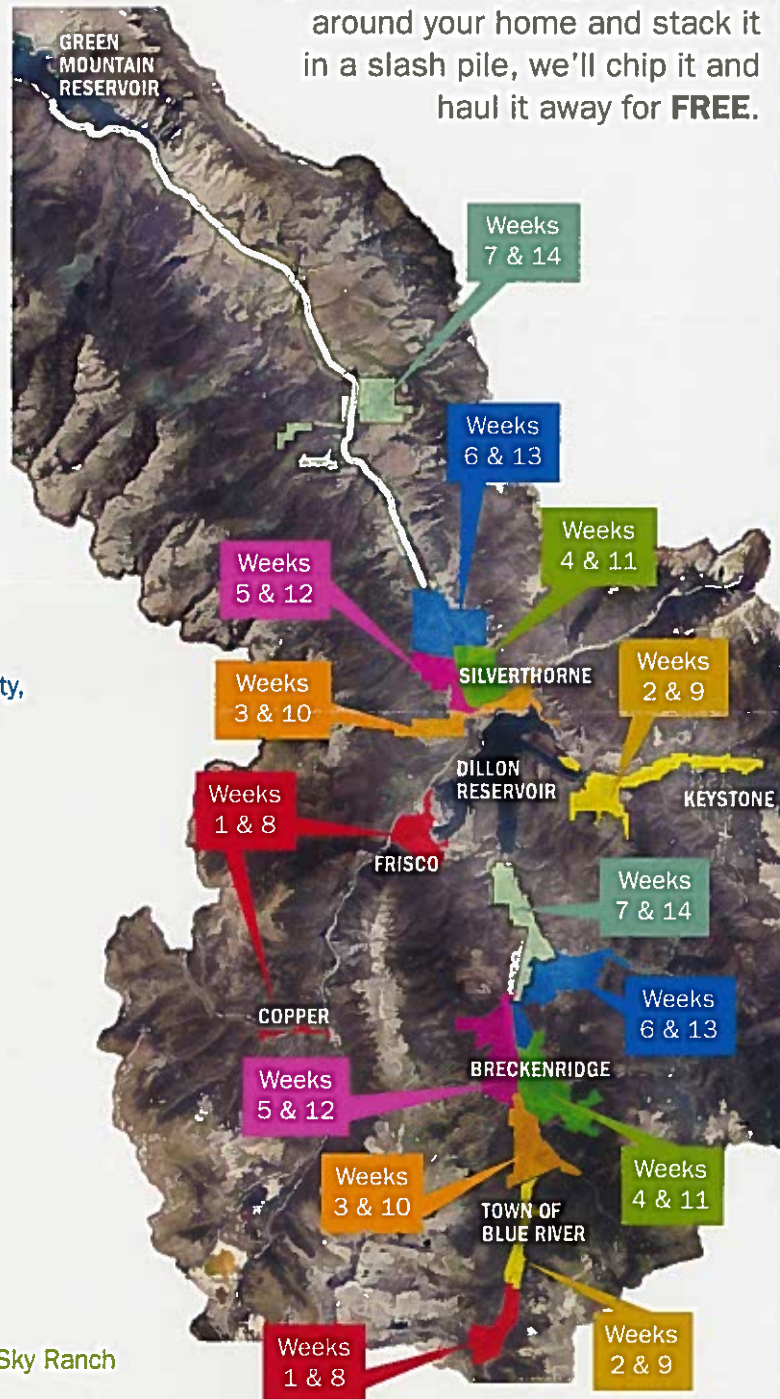 around your home and stack it
in a slash pile, we'll chip it and
haul it away for FREE.
GREEN
MOUNTAIN
RESERVOIR
Weeks
7 & 14
Weeks
6 & 13
Weeks
4 & 11
Weeks
5 & 12
SILVERTHORNE
Weeks
2 & 9
ty,
Weeks
3 & 10
DILLON
RESERVOIR
KEYSTONE
Weeks
1 & 8
FRISCO
Weeks
7 & 14
COPPER
Weeks
6 & 13
BRECKENRIDGE
Weeks
5 & 12
Weeks
3 & 10
Weeks
4 & 11
TOWN OF
BLUE RIVER
Sky Ranch
Weeks
1 & 8
Weeks
2 & 9